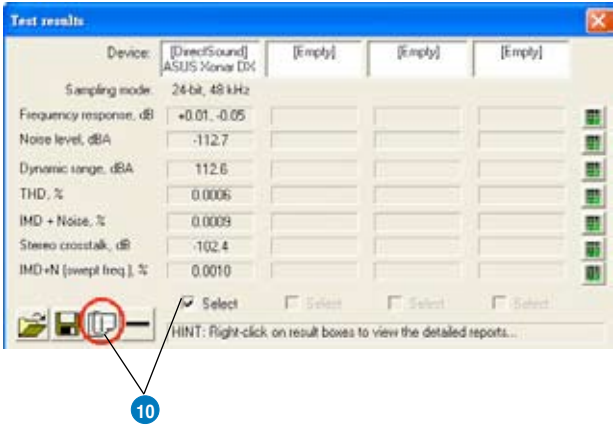 Test results
Device: [DirectSound] ASUS Xonar DX [Empty] [Empty] [Empty]
Sampling mode: 24-bit, 48 kHz
Frequency response, dB +0.01, -0.05
Noise level, dBA -112.7
Dynamic range, dBA 112.6
THD, % 0.0006
IMD + Noise, % 0.0009
Stereo crosstalk, dB -102.4
IMD+N (swept freq.), % 0.0010
Select Select Select Select
HINT: Right-click on result boxes to view the detailed reports...
10